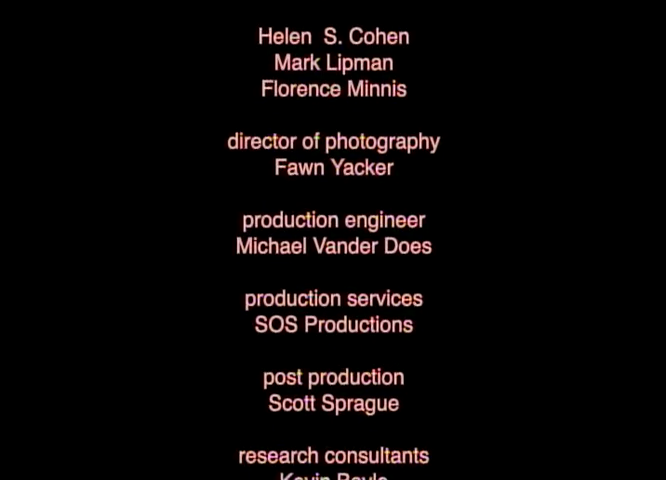 Helen S. Cohen
Mark Lipman
Florence Minnis
director of photography
Fawn Yacker
production engineer
Michael Vander Does
production services
SOS Productions
post production
Scott Sprague
research consultants
Kevin